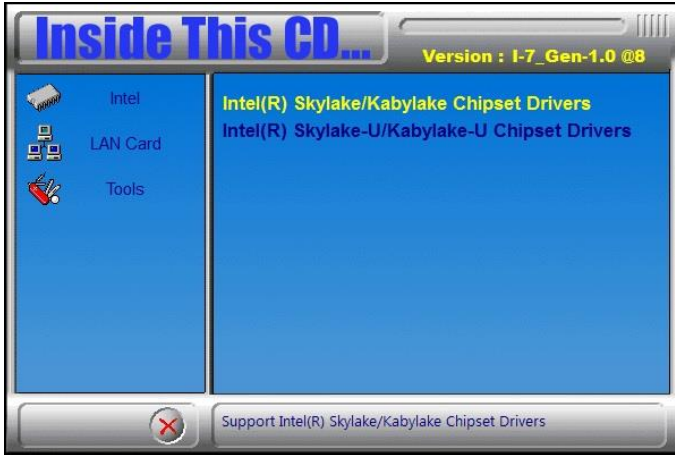 Inside This CD...
Version : I-7_Gen-1.0 @8
Intel
LAN Card
Tools
Intel(R) Skylake/Kabylake Chipset Drivers
Intel(R) Skylake-U/Kabylake-U Chipset Drivers
Support Intel(R) Skylake/Kabylake Chipset Drivers